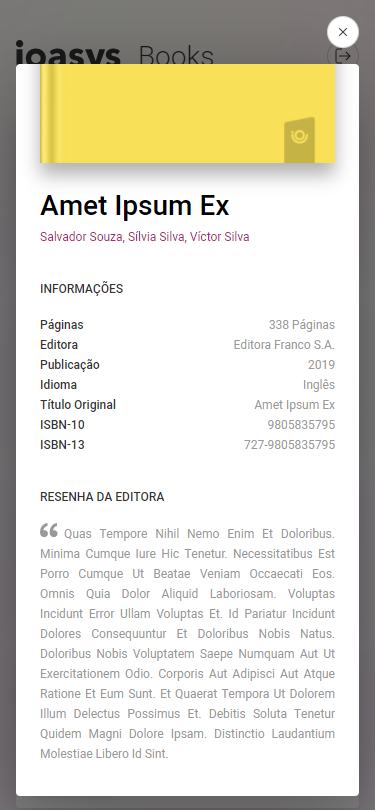 ioasys Books
Amet Ipsum Ex
Salvador Souza, Sílvia Silva, Víctor Silva
INFORMAÇÕES
Páginas 338 Páginas
Editora Editora Franco S.A.
Publicação 2019
Idioma Inglês
Título Original Amet Ipsum Ex
ISBN-10 9805835795
ISBN-13 727-9805835795
RESENHA DA EDITORA
“ Quas Tempore Nihil Nemo Enim Et Doloribus.
Minima Cumque Iure Hic Tenetur. Necessitatibus Est
Porro Cumque Ut Beatae Veniam Occaecati Eos.
Omnis Quia Dolor Aliquid Laboriosam. Voluptas
Incidunt Error Ullam Voluptas Et. Id Pariatur Incidunt
Dolores Consequuntur Et Doloribus Nobis Natus.
Doloribus Nobis Voluptatem Saepe Numquam Aut Ut
Exercitationem Odio. Corporis Aut Adipisci Aut Atque
Ratione Et Eum Sunt. Et Quaerat Tempora Ut Dolorem
Illum Delectus Possimus Et. Debitis Soluta Tenetur
Quidem Magni Dolore Ipsam. Distinctio Laudantium
Molestiae Libero Id Sint.